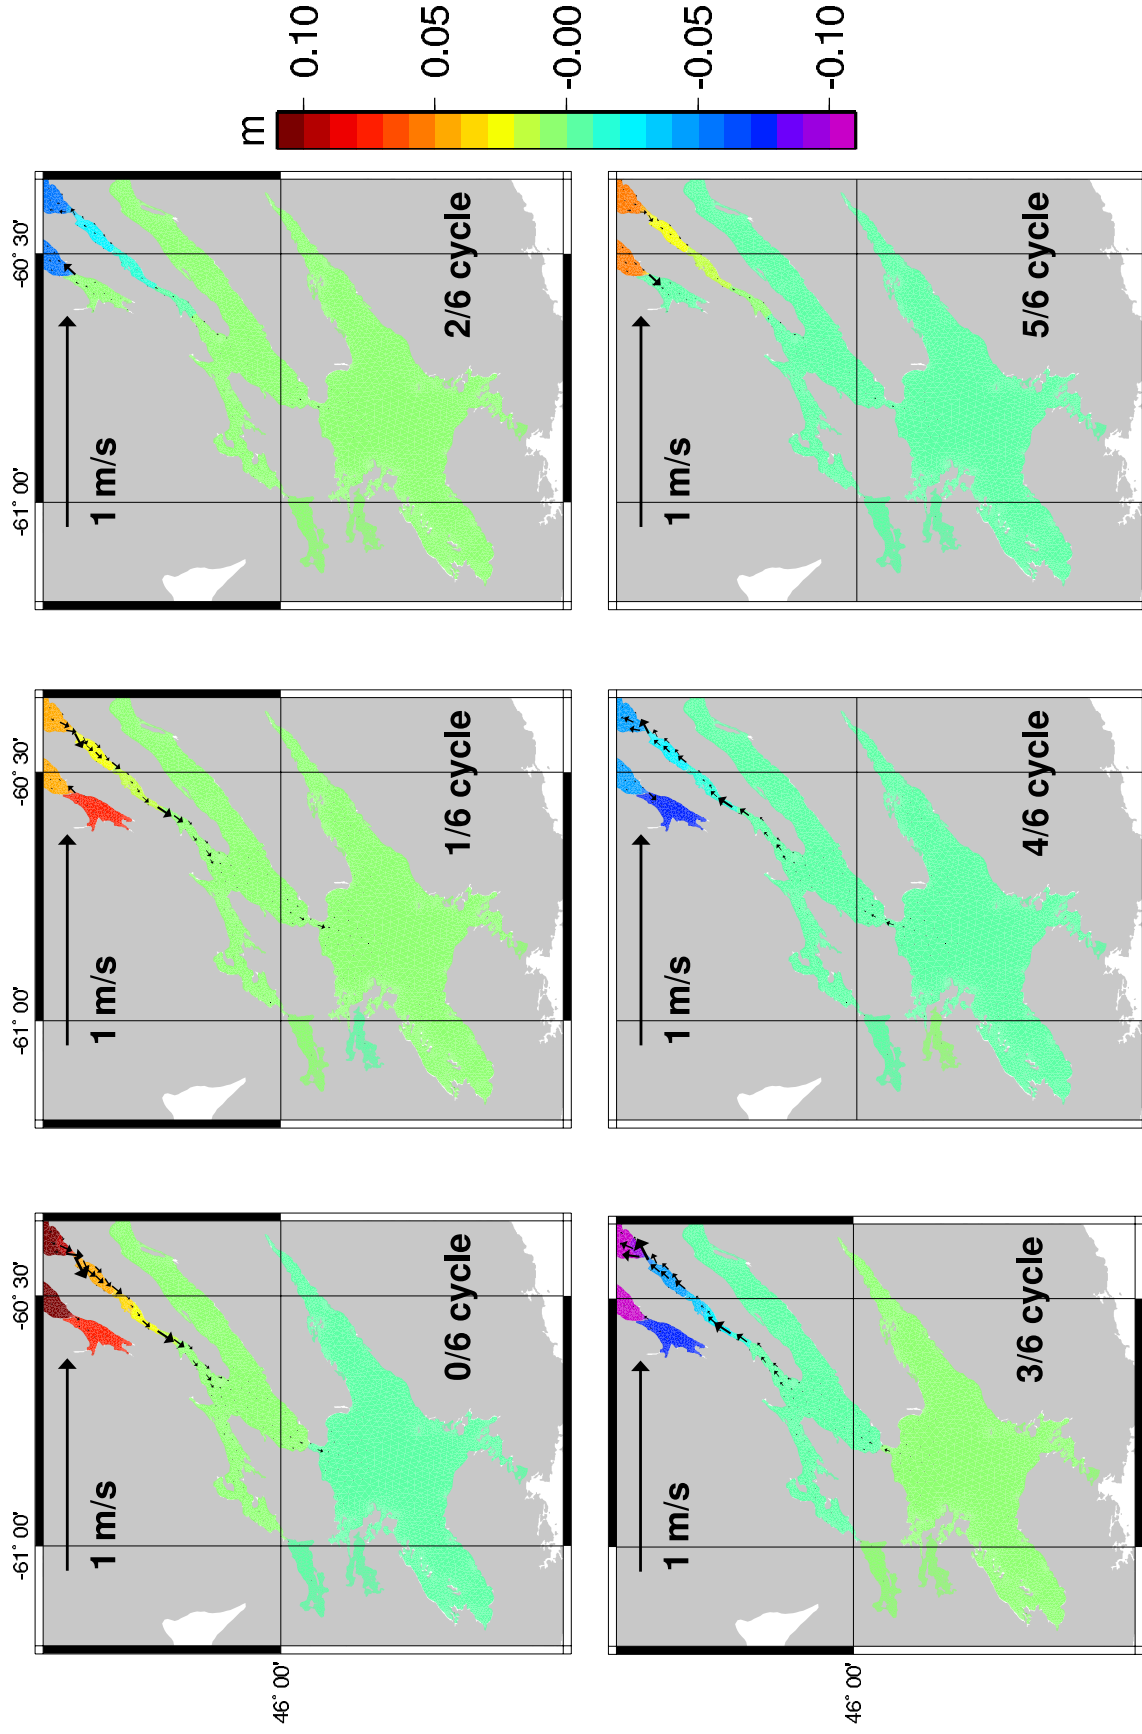 -61° 00'
-60° 30'
-61° 00'
-60° 30'
-61° 00'
-60° 30'
46° 00'
1 m/s
0/6 cycle
1 m/s
1/6 cycle
1 m/s
2/6 cycle
46° 00'
1 m/s
3/6 cycle
1 m/s
4/6 cycle
1 m/s
5/6 cycle
m
0.10
0.05
-0.00
-0.05
-0.10